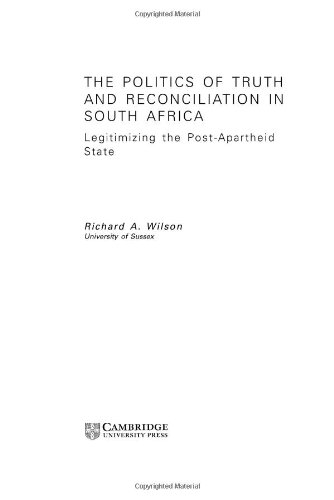 Copyrighted Material
THE POLITICS OF TRUTH
AND RECONCILIATION IN
SOUTH AFRICA
Legitimizing the Post-Apartheid
State
Richard A. Wilson
University of Sussex
CAMBRIDGE
UNIVERSITY PRESS
Copyrighted Material